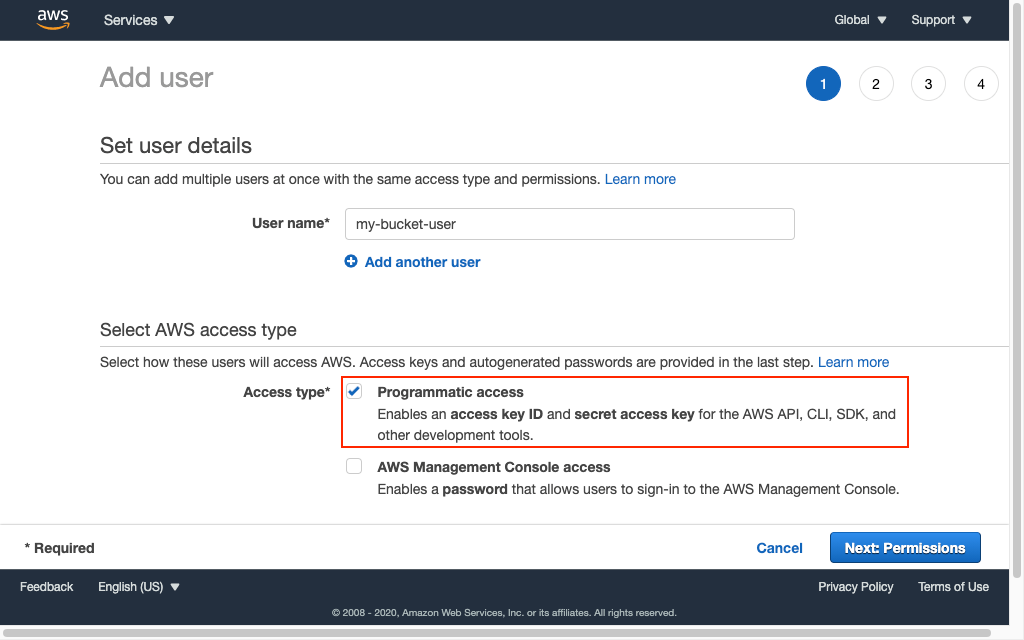 aws Services Global Support
Add user
1 2 3 4
Set user details
You can add multiple users at once with the same access type and permissions. Learn more
User name* my-bucket-user
Add another user
Select AWS access type
Select how these users will access AWS. Access keys and autogenerated passwords are provided in the last step. Learn more
Access type* Programmatic access
Enables an access key ID and secret access key for the AWS API, CLI, SDK, and
other development tools.
AWS Management Console access
Enables a password that allows users to sign-in to the AWS Management Console.
* Required Cancel Next: Permissions
Feedback English (US) Privacy Policy Terms of Use
© 2008 - 2020, Amazon Web Services, Inc. or its affiliates. All rights reserved.